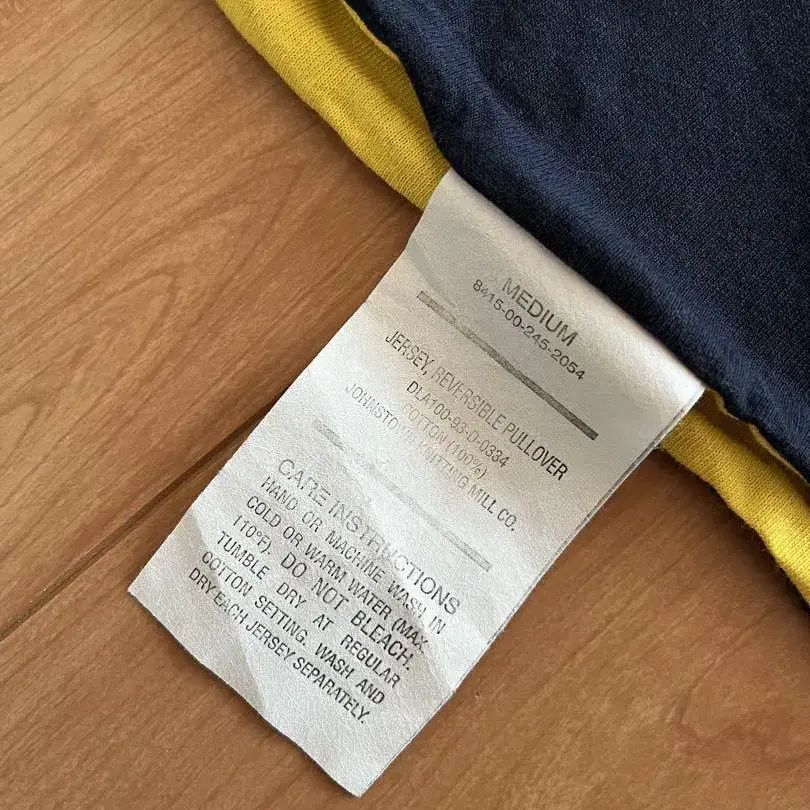 MEDIUM
8415-00-245-2054
JERSEY, REVERSIBLE PULLOVER
DLA100-93-D-0334
COTTON (100%)
JOHNSTOWN KNITTING MILL CO.
CARE INSTRUCTIONS
HAND OR MACHINE WASH IN
COLD OR WARM WATER (MAX.
110°F). DO NOT BLEACH.
TUMBLE DRY AT REGULAR
COTTON SETTING. WASH AND
DRY EACH JERSEY SEPARATELY.